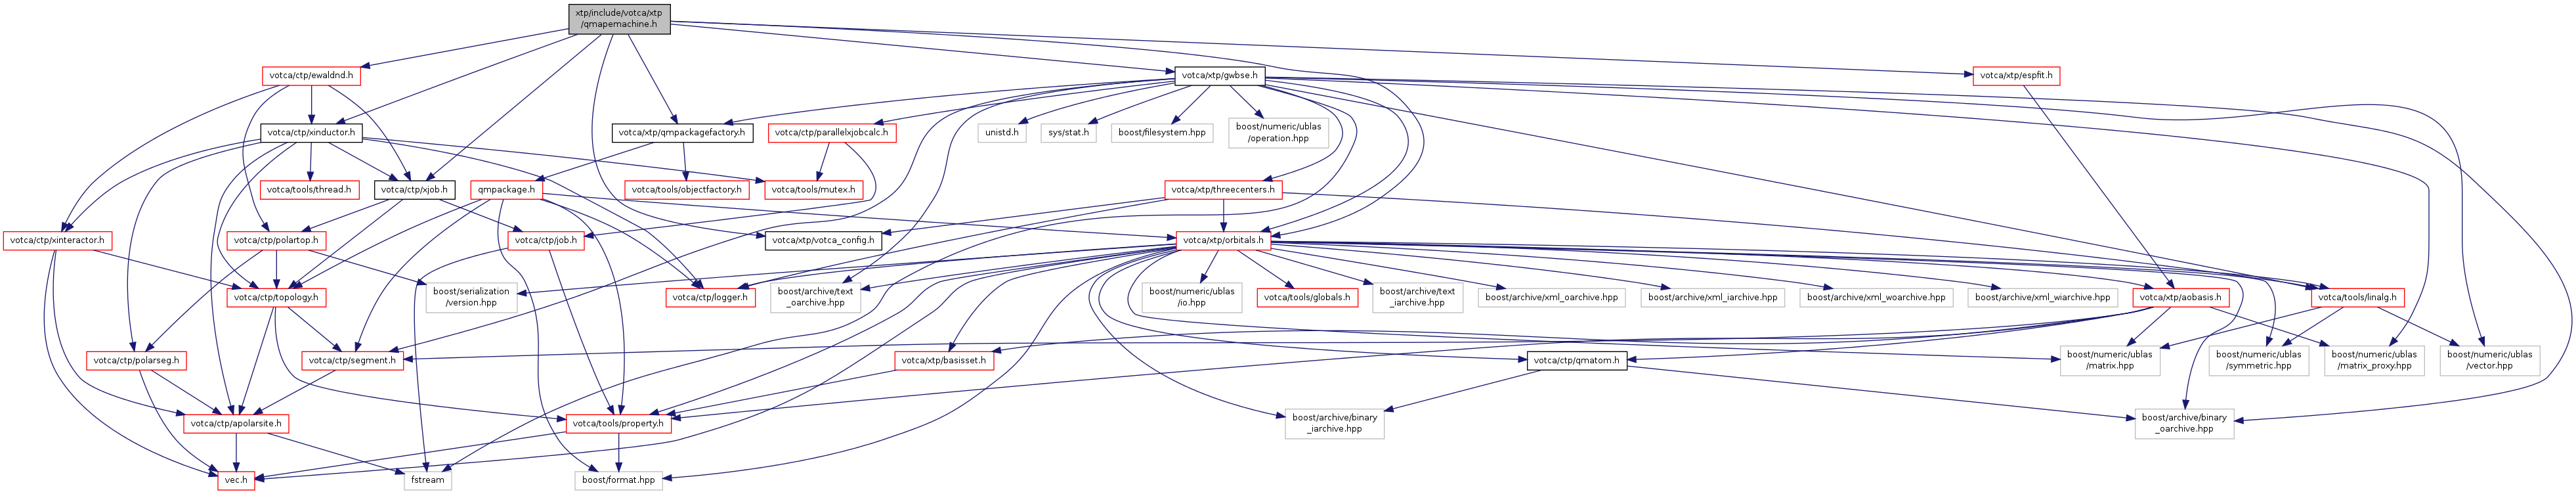 xtp/include/votca/xtp
/qmapemachine.h
votca/ctp/ewaldnd.h
votca/xtp/gwbse.h
votca/xtp/espfit.h
votca/ctp/xinductor.h
votca/xtp/qmpackagefactory.h
votca/ctp/parallelxjobcalc.h
unistd.h
sys/stat.h
boost/filesystem.hpp
boost/numeric/ublas
/operation.hpp
votca/tools/thread.h
votca/ctp/xjob.h
qmpackage.h
votca/tools/objectfactory.h
votca/tools/mutex.h
votca/xtp/threecenters.h
votca/ctp/xinteractor.h
votca/ctp/polartop.h
votca/ctp/job.h
votca/xtp/votca_config.h
votca/xtp/orbitals.h
votca/ctp/topology.h
boost/serialization
/version.hpp
votca/ctp/logger.h
boost/archive/text
_oarchive.hpp
boost/numeric/ublas
/io.hpp
votca/tools/globals.h
boost/archive/text
_iarchive.hpp
boost/archive/xml_oarchive.hpp
boost/archive/xml_iarchive.hpp
boost/archive/xml_woarchive.hpp
boost/archive/xml_wiarchive.hpp
votca/xtp/aobasis.h
votca/tools/linalg.h
votca/ctp/polarseg.h
votca/ctp/segment.h
votca/xtp/basisset.h
votca/ctp/qmatom.h
boost/numeric/ublas
/matrix.hpp
boost/numeric/ublas
/symmetric.hpp
boost/numeric/ublas
/matrix_proxy.hpp
boost/numeric/ublas
/vector.hpp
votca/ctp/apolarsite.h
votca/tools/property.h
boost/archive/binary
_iarchive.hpp
boost/archive/binary
_oarchive.hpp
vec.h
fstream
boost/format.hpp